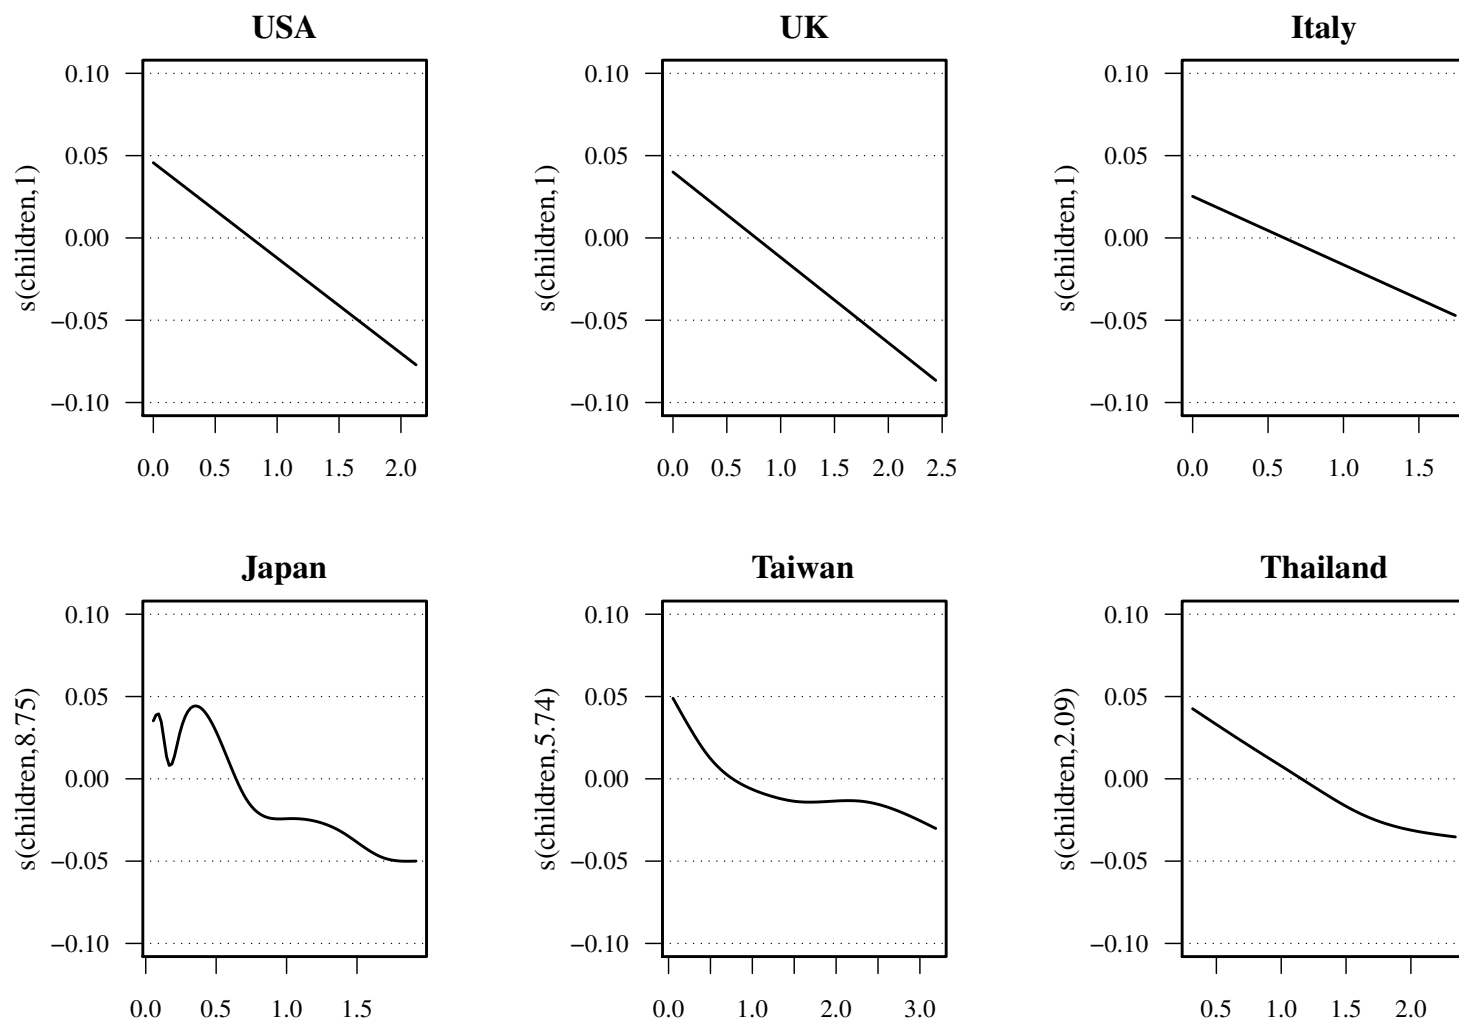 USA
0.10
0.05
0.00
−0.05
−0.10
s(children,1)
0.0 0.5 1.0 1.5 2.0
UK
0.10
0.05
0.00
−0.05
−0.10
s(children,1)
0.0 0.5 1.0 1.5 2.0 2.5
Italy
0.10
0.05
0.00
−0.05
−0.10
s(children,1)
0.0 0.5 1.0 1.5
Japan
0.10
0.05
0.00
−0.05
−0.10
s(children,8.75)
0.0 0.5 1.0 1.5
Taiwan
0.10
0.05
0.00
−0.05
−0.10
s(children,5.74)
0.0 1.0 2.0 3.0
Thailand
0.10
0.05
0.00
−0.05
−0.10
s(children,2.09)
0.5 1.0 1.5 2.0